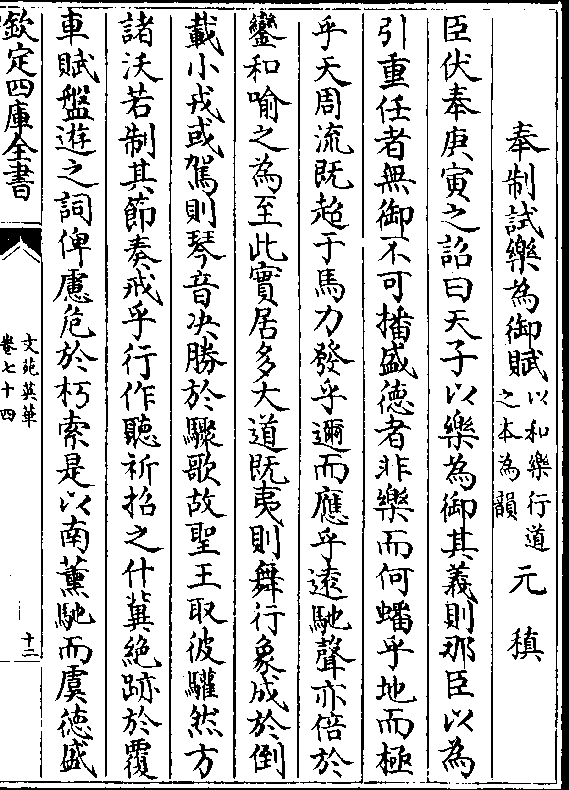 奉制試樂為御賦以和樂行道之本為韻 元稹
臣伏奉庚寅之詔曰天子以樂為御其義則那臣以為
引重任者無御不可播盛德者非樂而何蟠乎地而極
乎天周流既超于馬力發乎邇而應乎遠馳聲亦倍於
鑾和喻之為至此實居多大道既夷則舞行象成於倒
載小戎或駕則琴音决勝於驟歌故聖王取彼驩然方
諸沃若制其節奏戒乎行作聽祈招之什冀絶跡於覆
車賦盤遊之詞俾慮危於朽索是以南薰馳而虞德盛
欽定四庫全書
文苑英華
卷七十四
十二